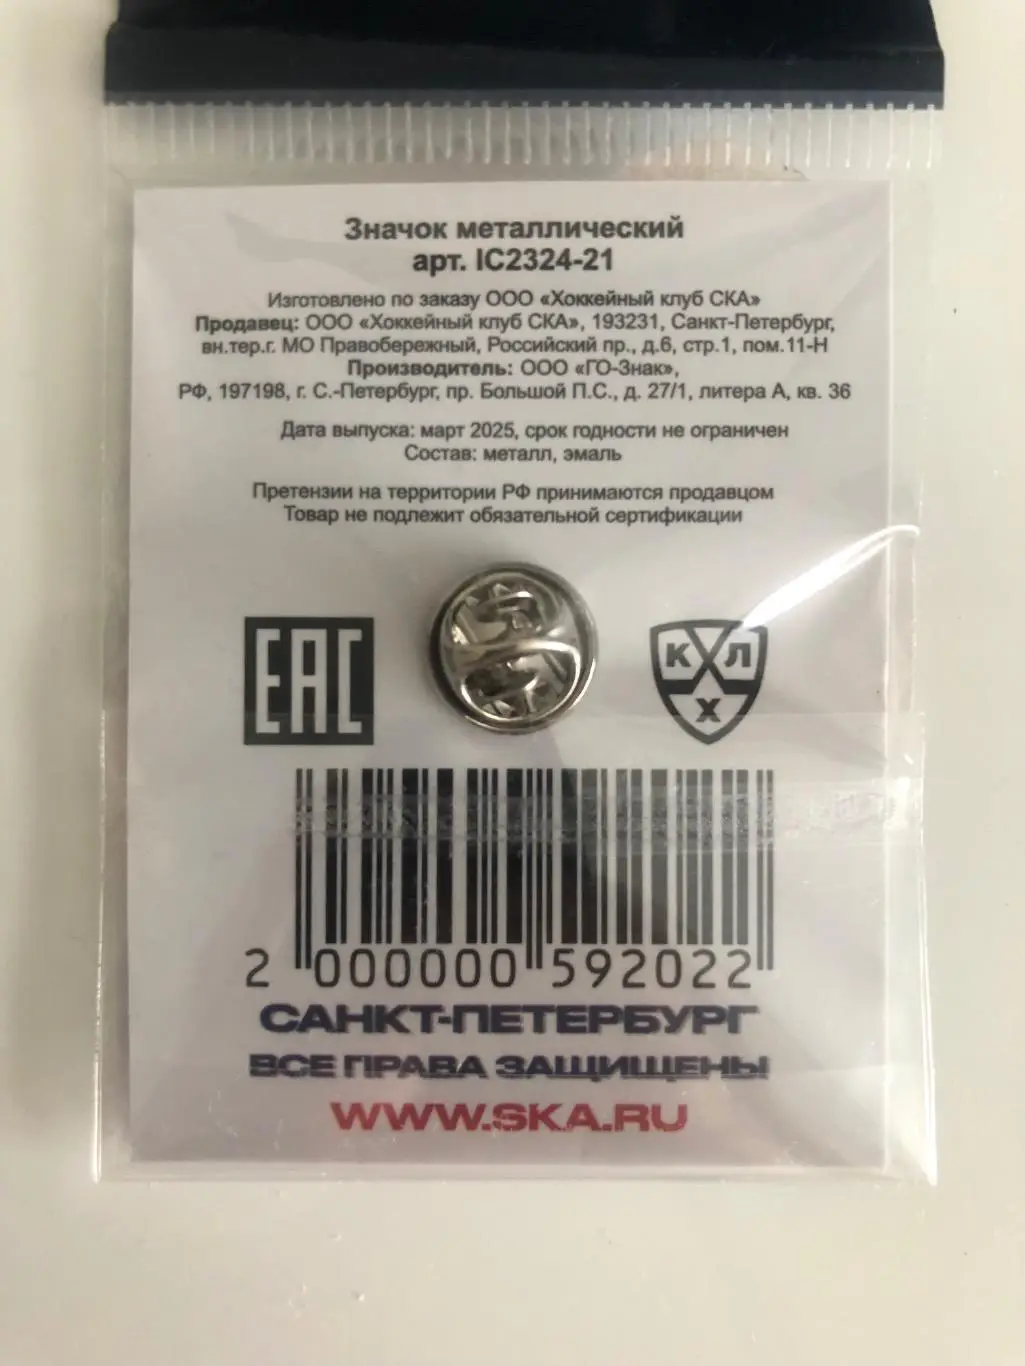 Значок металлический
арт. IC2324-21
Изготовлено по заказу ООО «Хоккейный клуб СКА»
Продавец: ООО «Хоккейный клуб СКА», 193231, Санкт-Петербург,
вн.тер.г. МО Правобережный, Российский пр., д.6, стр.1, пом.11-Н
Производитель: ООО «ГО-Знак»,
РФ, 197198, г. С.-Петербург, пр. Большой П.С., д. 27/1, литера А, кв. 36
Дата выпуска: март 2025, срок годности не ограничен
Состав: металл, эмаль
Претензии на территории РФ принимаются продавцом
Товар не подлежит обязательной сертификации
EAC
КХЛ
2 000000 592022
САНКТ-ПЕТЕРБУРГ
ВСЕ ПРАВА ЗАЩИЩЕНЫ
WWW.SKA.RU